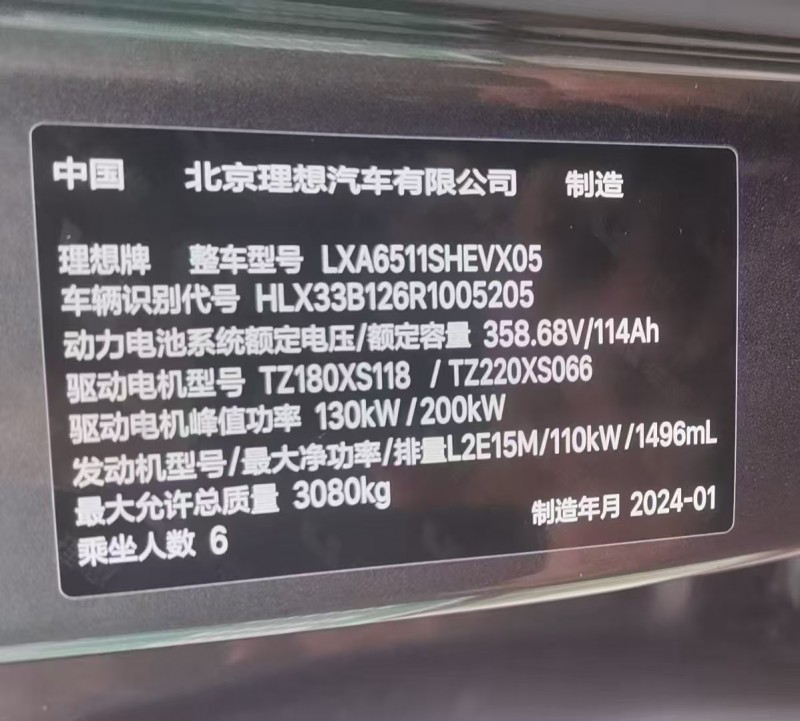 中国 北京理想汽车有限公司 制造
理想牌 整车型号 LXA6511SHEVX05
车辆识别代号 HLX33B126R1005205
动力电池系统额定电压/额定容量 358.68V/114Ah
驱动电机型号 TZ180XS118 / TZ220XS066
驱动电机峰值功率 130kW /200kW
发动机型号/最大净功率/排量L2E15M/110kW /1496mL
最大允许总质量 3080kg
制造年月 2024-01
乘坐人数 6